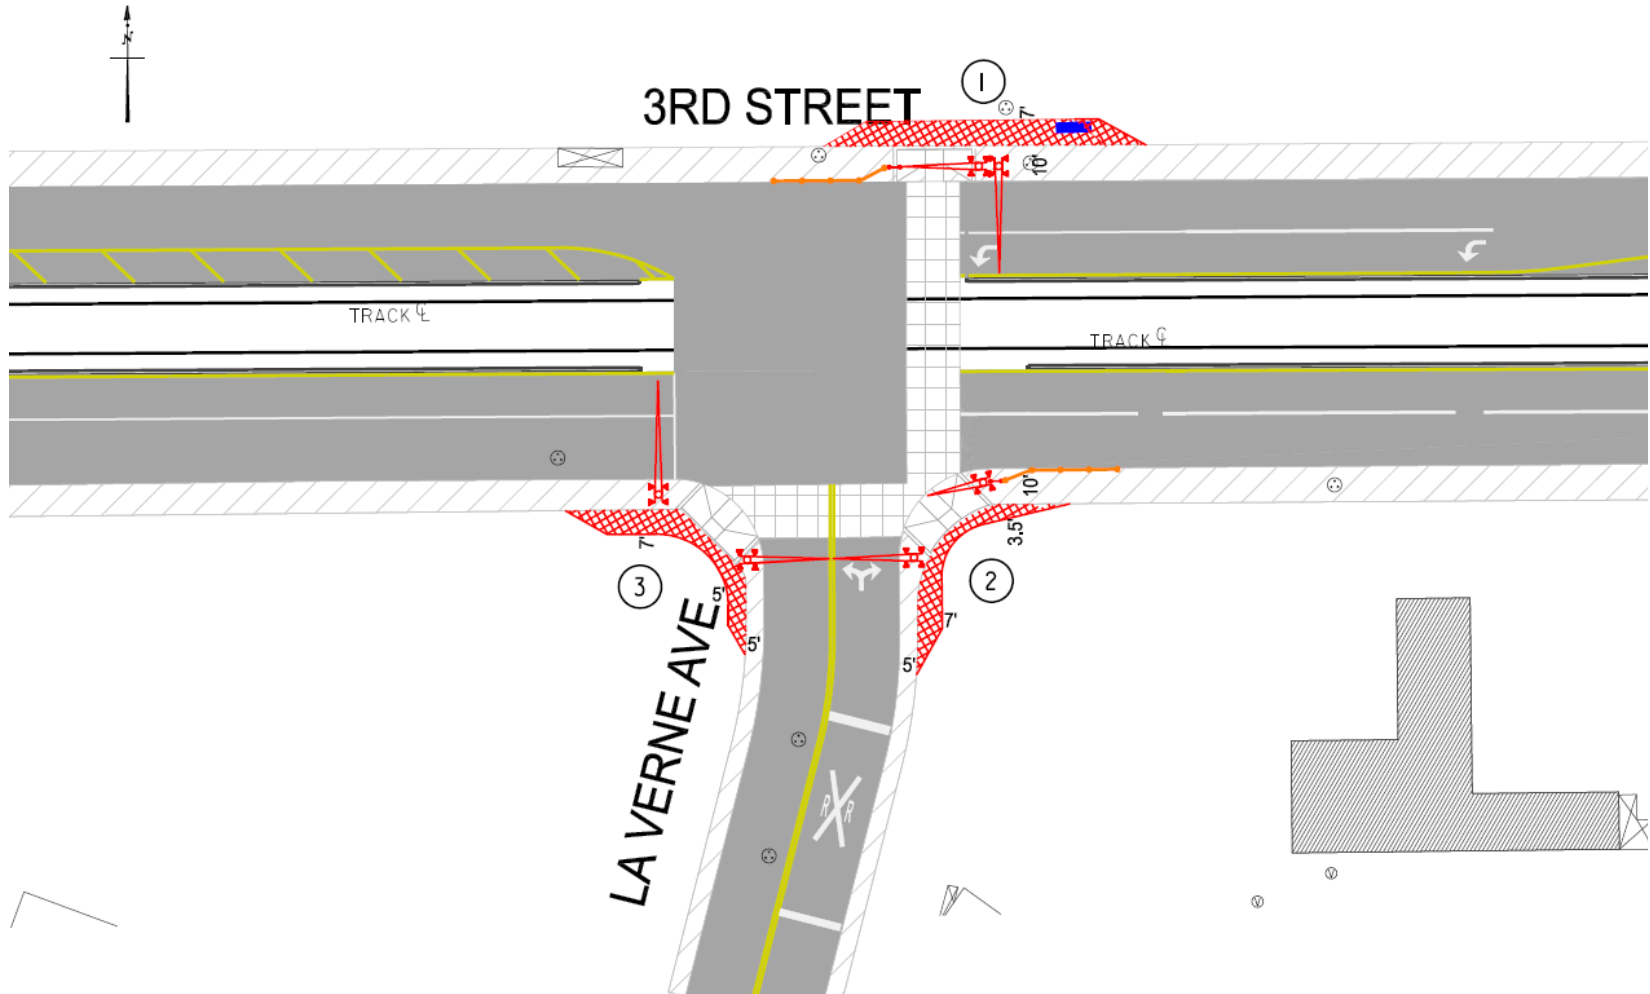 N
1
3RD STREET
7'
10'
TRACK ℄
TRACK ℄
10'
3.5'
7'
3
2
5'
7'
5'
5'
LA VERNE AVE
R R